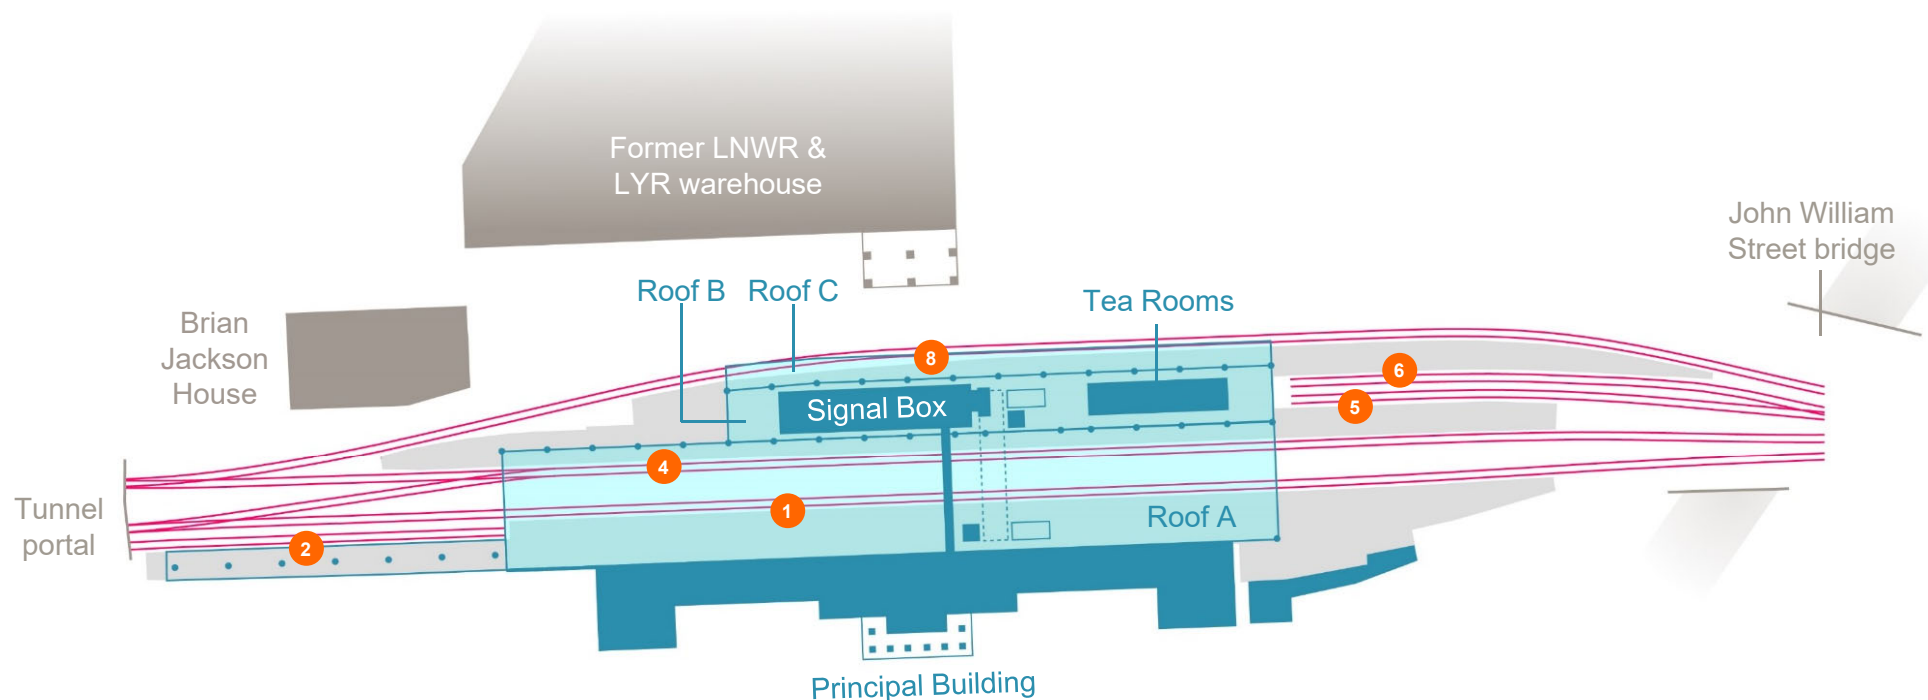 Former LNWR &
LYR warehouse
John William
Street bridge
Roof B
Roof C
Tea Rooms
Brian
Jackson
House
8
6
5
Signal Box
4
1
Roof A
Tunnel
portal
2
Principal Building